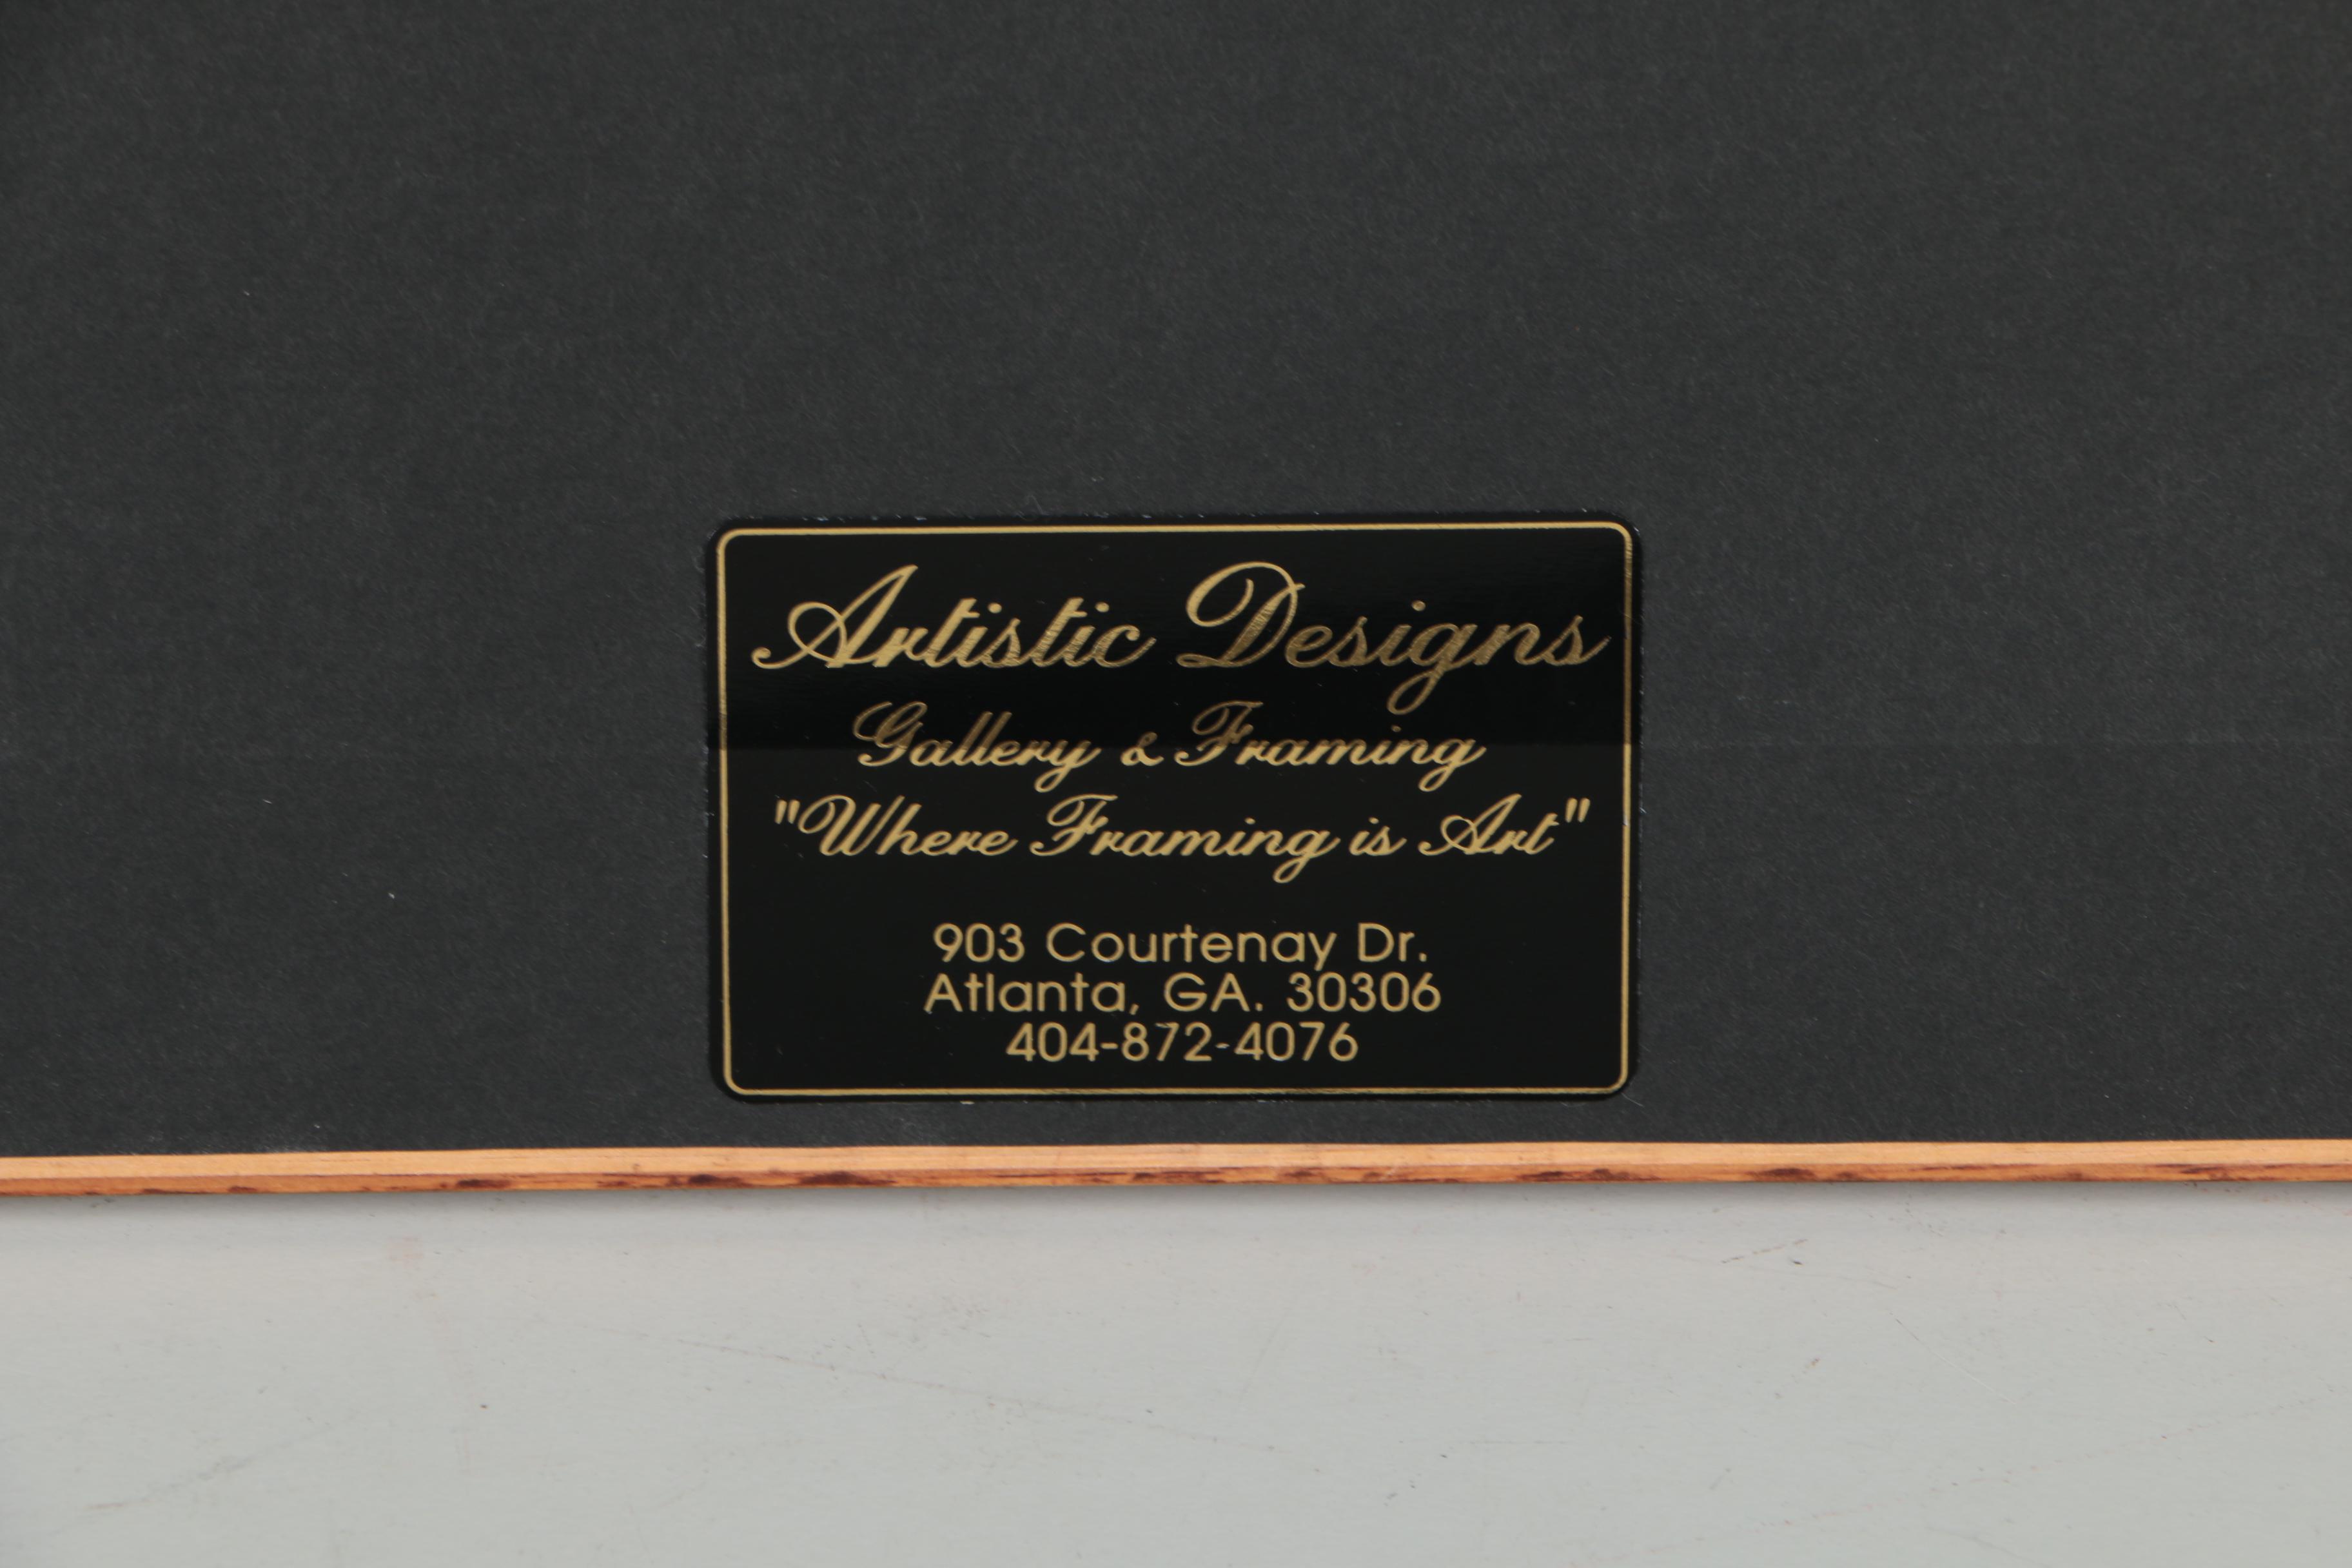 Artistic Designs
Gallery & Framing
"Where Framing is Art"
903 Courtenay Dr.
Atlanta, GA. 30306
404-872-4076